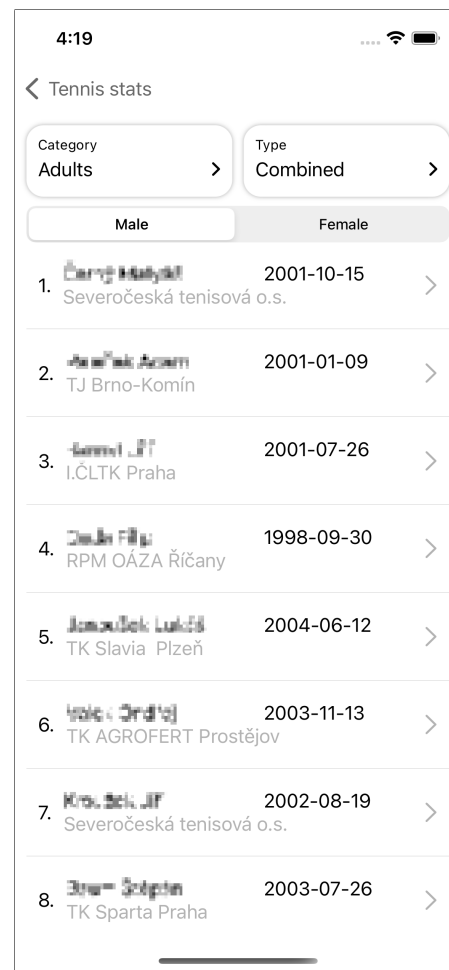 4:19
Tennis stats
Category
Adults
Type
Combined
Male
Female
1. 2001-10-15
Severočeská tenisová o.s.
2. 2001-01-09
TJ Brno-Komín
3. 2001-07-26
I.ČLTK Praha
4. 1998-09-30
RPM OÁZA Říčany
5. 2004-06-12
TK Slavia  Plzeň
6. 2003-11-13
TK AGROFERT Prostějov
7. 2002-08-19
Severočeská tenisová o.s.
8. 2003-07-26
TK Sparta Praha